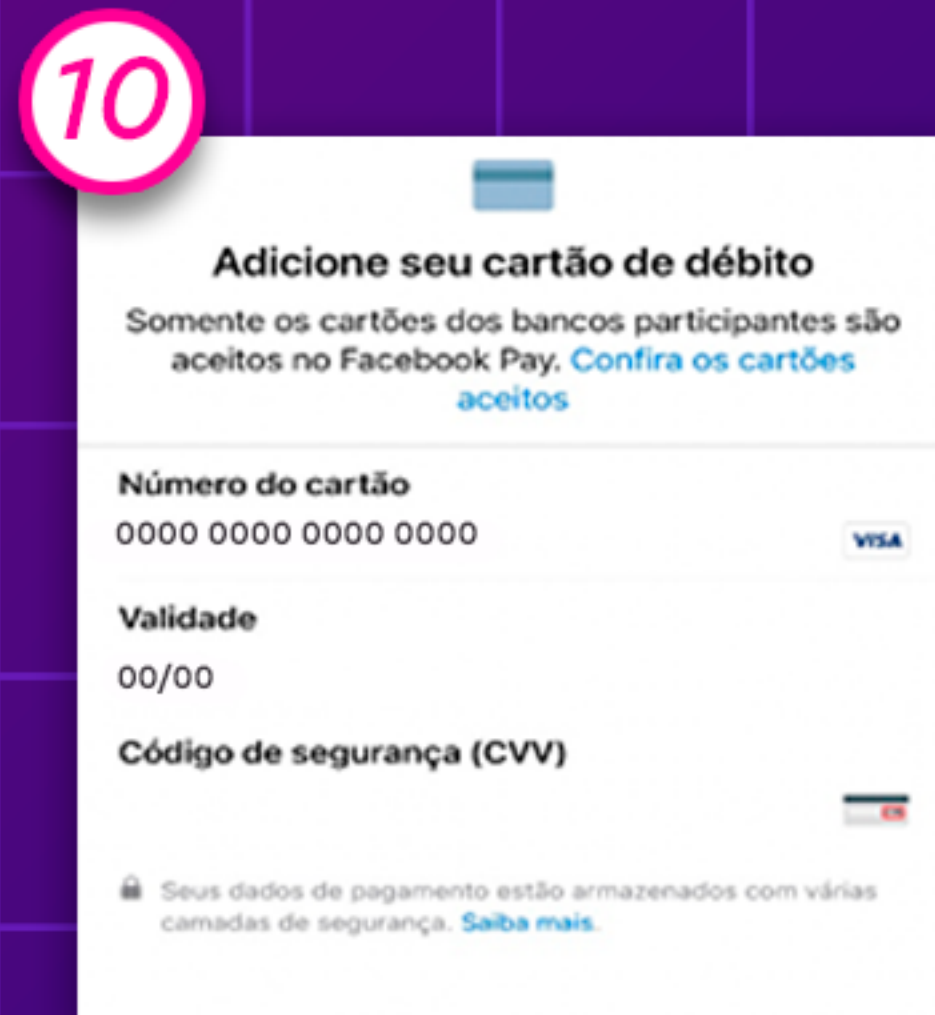 10
Adicione seu cartão de débito
Somente os cartões dos bancos participantes são
aceitos no Facebook Pay. Confira os cartões
aceitos
Número do cartão
0000 0000 0000 0000
VISA
Validade
00/00
Código de segurança (CVV)
Seus dados de pagamento estão armazenados com várias
camadas de segurança. Saiba mais.